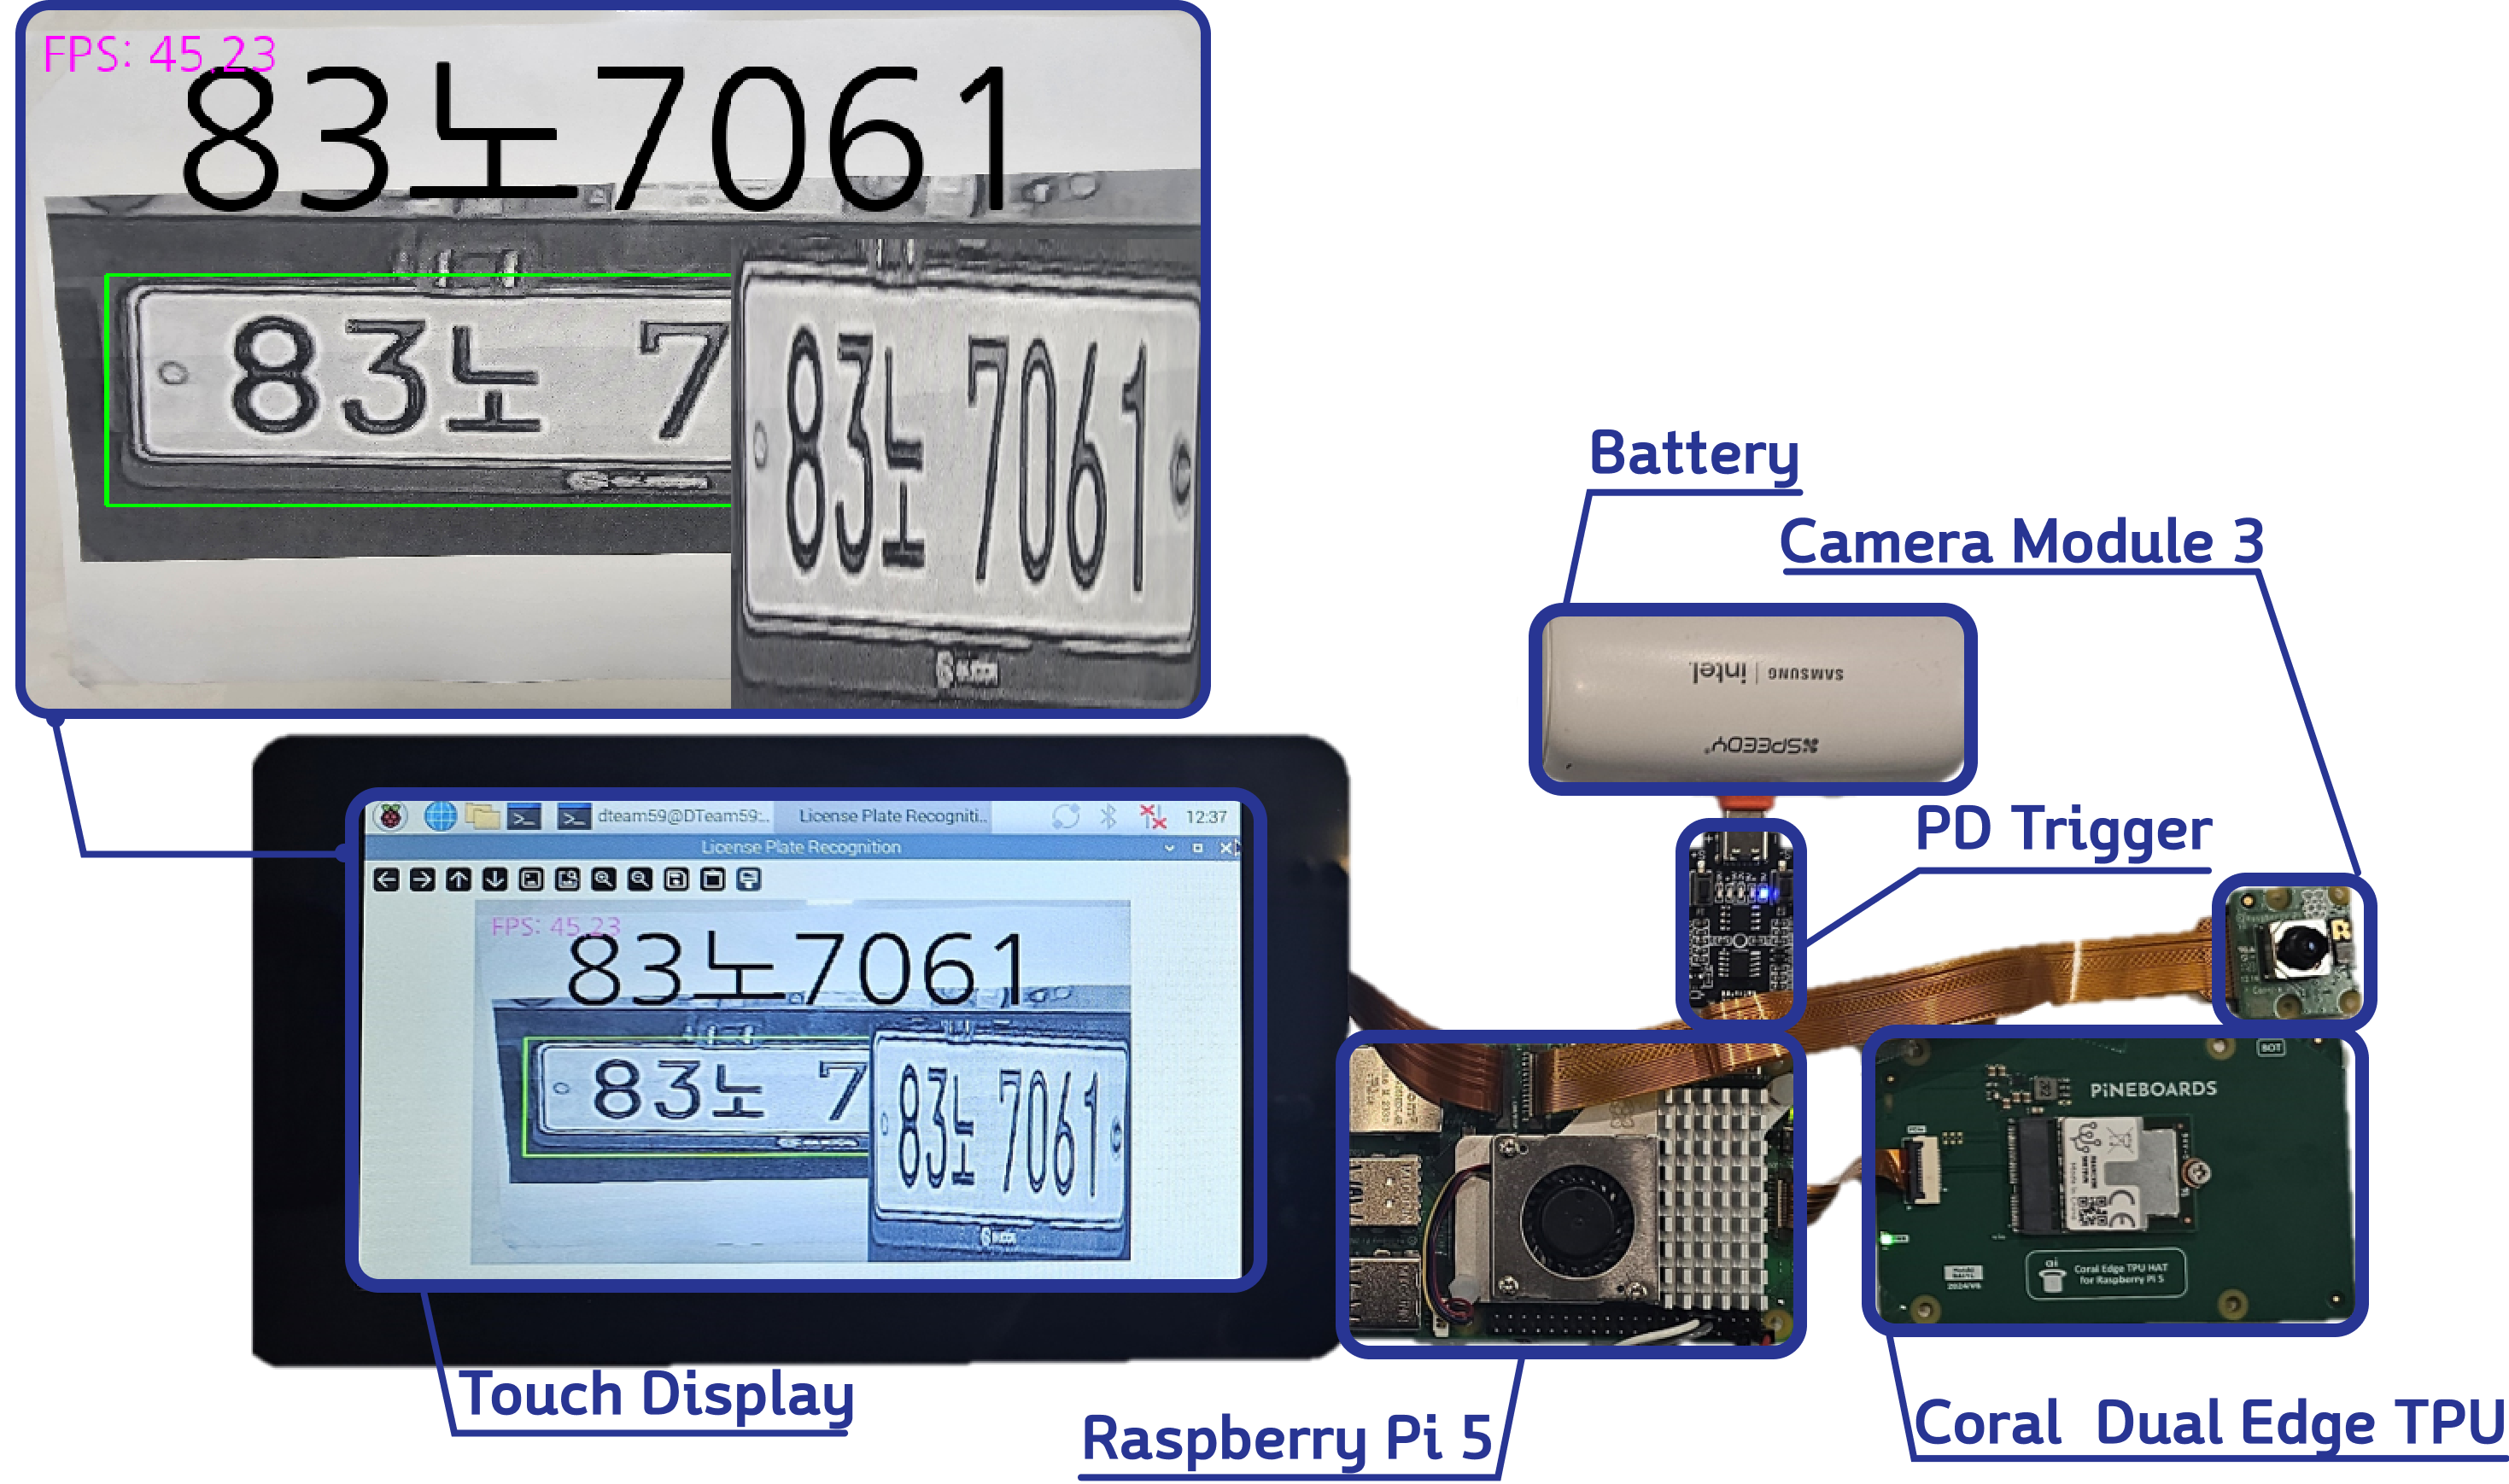 FPS: 45.23
83노7061
83노 7
83노 7061
Battery
Camera Module 3
SAMSUNG | intel.
SPEEDY
PD Trigger
dteam59@DTeam59:..
License Plate Recogniti..
12:37
License Plate Recognition
FPS: 45.23
83노7061
83노 7
83노 7061
BOT
PiNEBOARDS
ai
Coral Edge TPU HAT
for Raspberry Pi 5
Touch Display
Raspberry Pi 5
Coral Dual Edge TPU